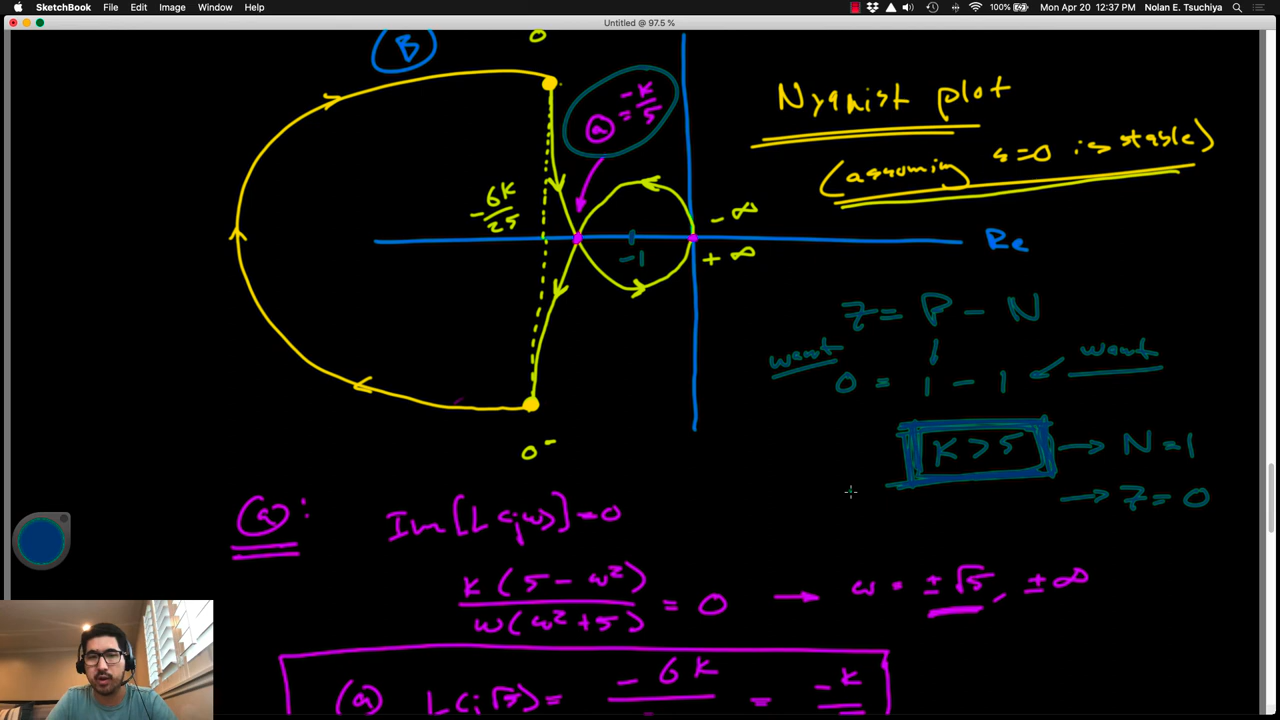 SketchBook File Edit Image Window Share Help 100% Mon Apr 20 12:37 PM Nolan E. Tsuchiya
Untitled @ 97.5 %
B
0
ⓐ = -K/5
Nyquist plot
(assuming s=0 is stable)
-6K/25
-∞
+∞
-1
Re
Z = P - N
want 0 = 1 - 1 want
K > 5 → N = 1
→ Z = 0
0⁻
ⓐ: Im[L(jω)] = 0
K(5 - ω²)/ω(ω² + 5) = 0 → ω = ±√5, ±∞
(a) L(j√5) = -6K = -K